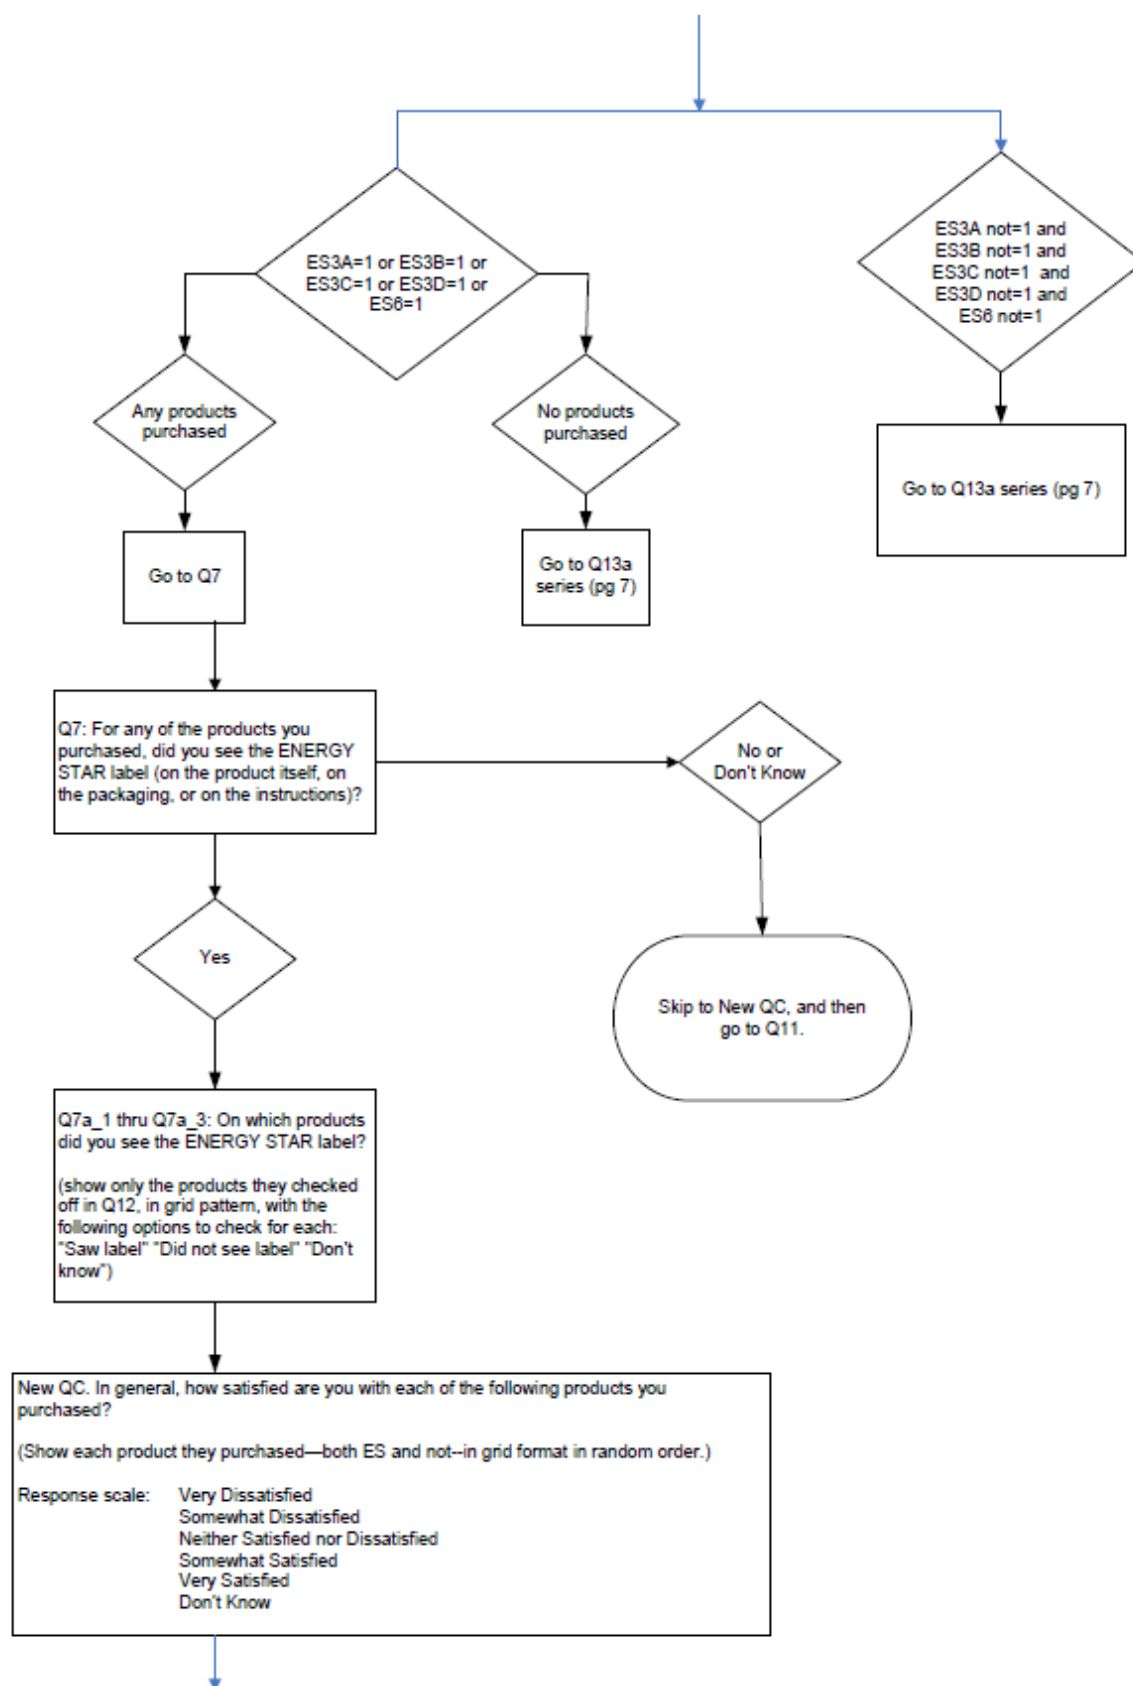 ES3A=1 or ES3B=1 or
ES3C=1 or ES3D=1 or
ES6=1
ES3A not=1 and
ES3B not=1 and
ES3C not=1 and
ES3D not=1 and
ES6 not=1
Any products
purchased
No products
purchased
Go to Q13a series (pg 7)
Go to Q7
Go to Q13a
series (pg 7)
Q7: For any of the products you
purchased, did you see the ENERGY
STAR label (on the product itself, on
the packaging, or on the instructions)?
No or
Don't Know
Yes
Skip to New QC, and then
go to Q11.
Q7a_1 thru Q7a_3: On which products
did you see the ENERGY STAR label?
(show only the products they checked
off in Q12, in grid pattern, with the
following options to check for each:
"Saw label" "Did not see label" "Don't
know")
New QC. In general, how satisfied are you with each of the following products you
purchased?
(Show each product they purchased—both ES and not--in grid format in random order.)
Response scale: Very Dissatisfied
Somewhat Dissatisfied
Neither Satisfied nor Dissatisfied
Somewhat Satisfied
Very Satisfied
Don't Know